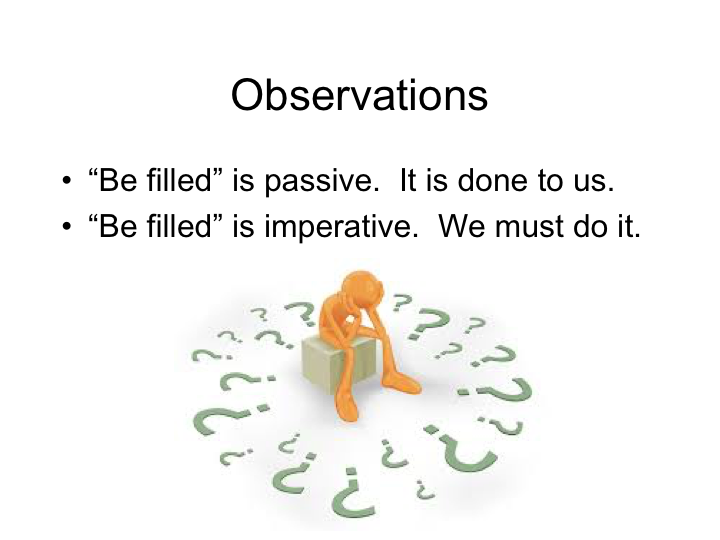 Observations
• “Be filled” is passive.  It is done to us.
• “Be filled” is imperative.  We must do it.